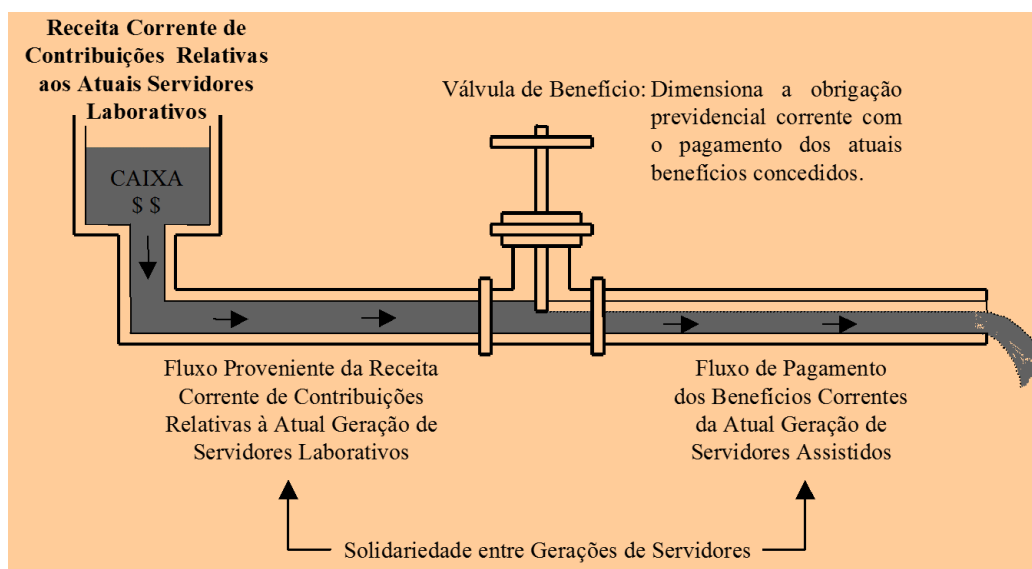 Receita Corrente de
Contribuições Relativas
aos Atuais Servidores
Laborativos
CAIXA
$ $
Válvula de Benefício: Dimensiona a obrigação
previdencial corrente com
o pagamento dos atuais
benefícios concedidos.
Fluxo Proveniente da Receita
Corrente de Contribuições
Relativas à Atual Geração de
Servidores Laborativos
Fluxo de Pagamento
dos Benefícios Correntes
da Atual Geração de
Servidores Assistidos
Solidariedade entre Gerações de Servidores